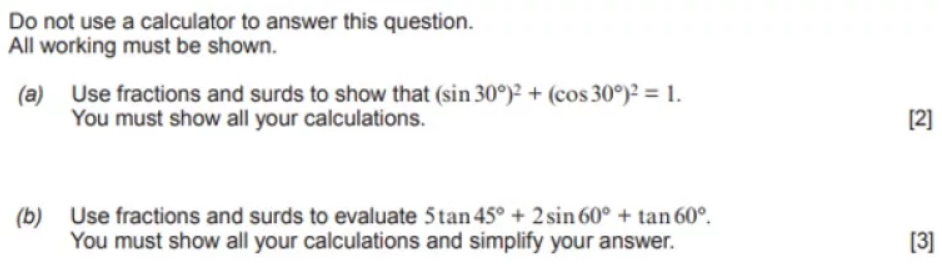 Do not use a calculator to answer this question.
All working must be shown.
(a) Use fractions and surds to show that (sin 30°)² + (cos 30°)² = 1.
You must show all your calculations. [2]
(b) Use fractions and surds to evaluate 5 tan 45° + 2 sin 60° + tan 60°.
You must show all your calculations and simplify your answer. [3]